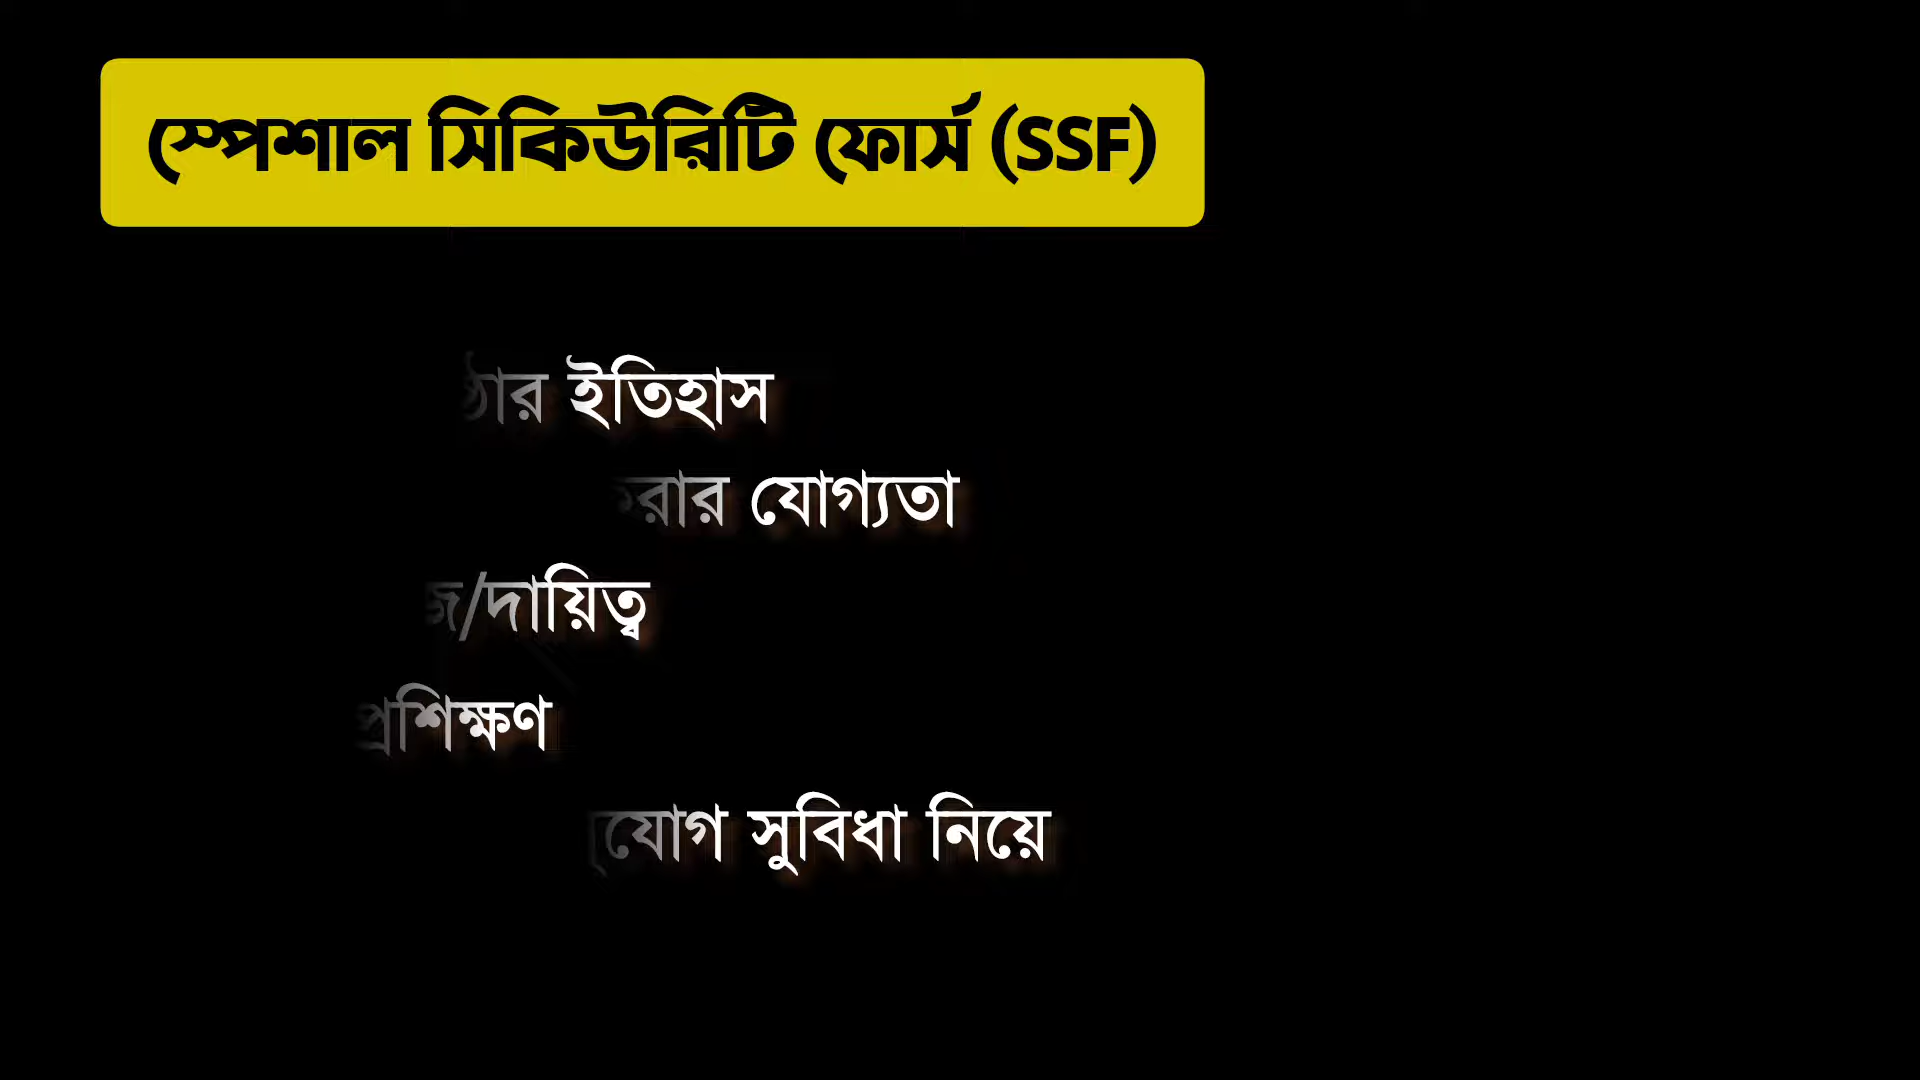 স্পেশাল সিকিউরিটি ফোর্স (SSF)
ইতিহাস
যোগ্যতা
দায়িত্ব
প্রশিক্ষণ
সুবিধা নিয়ে